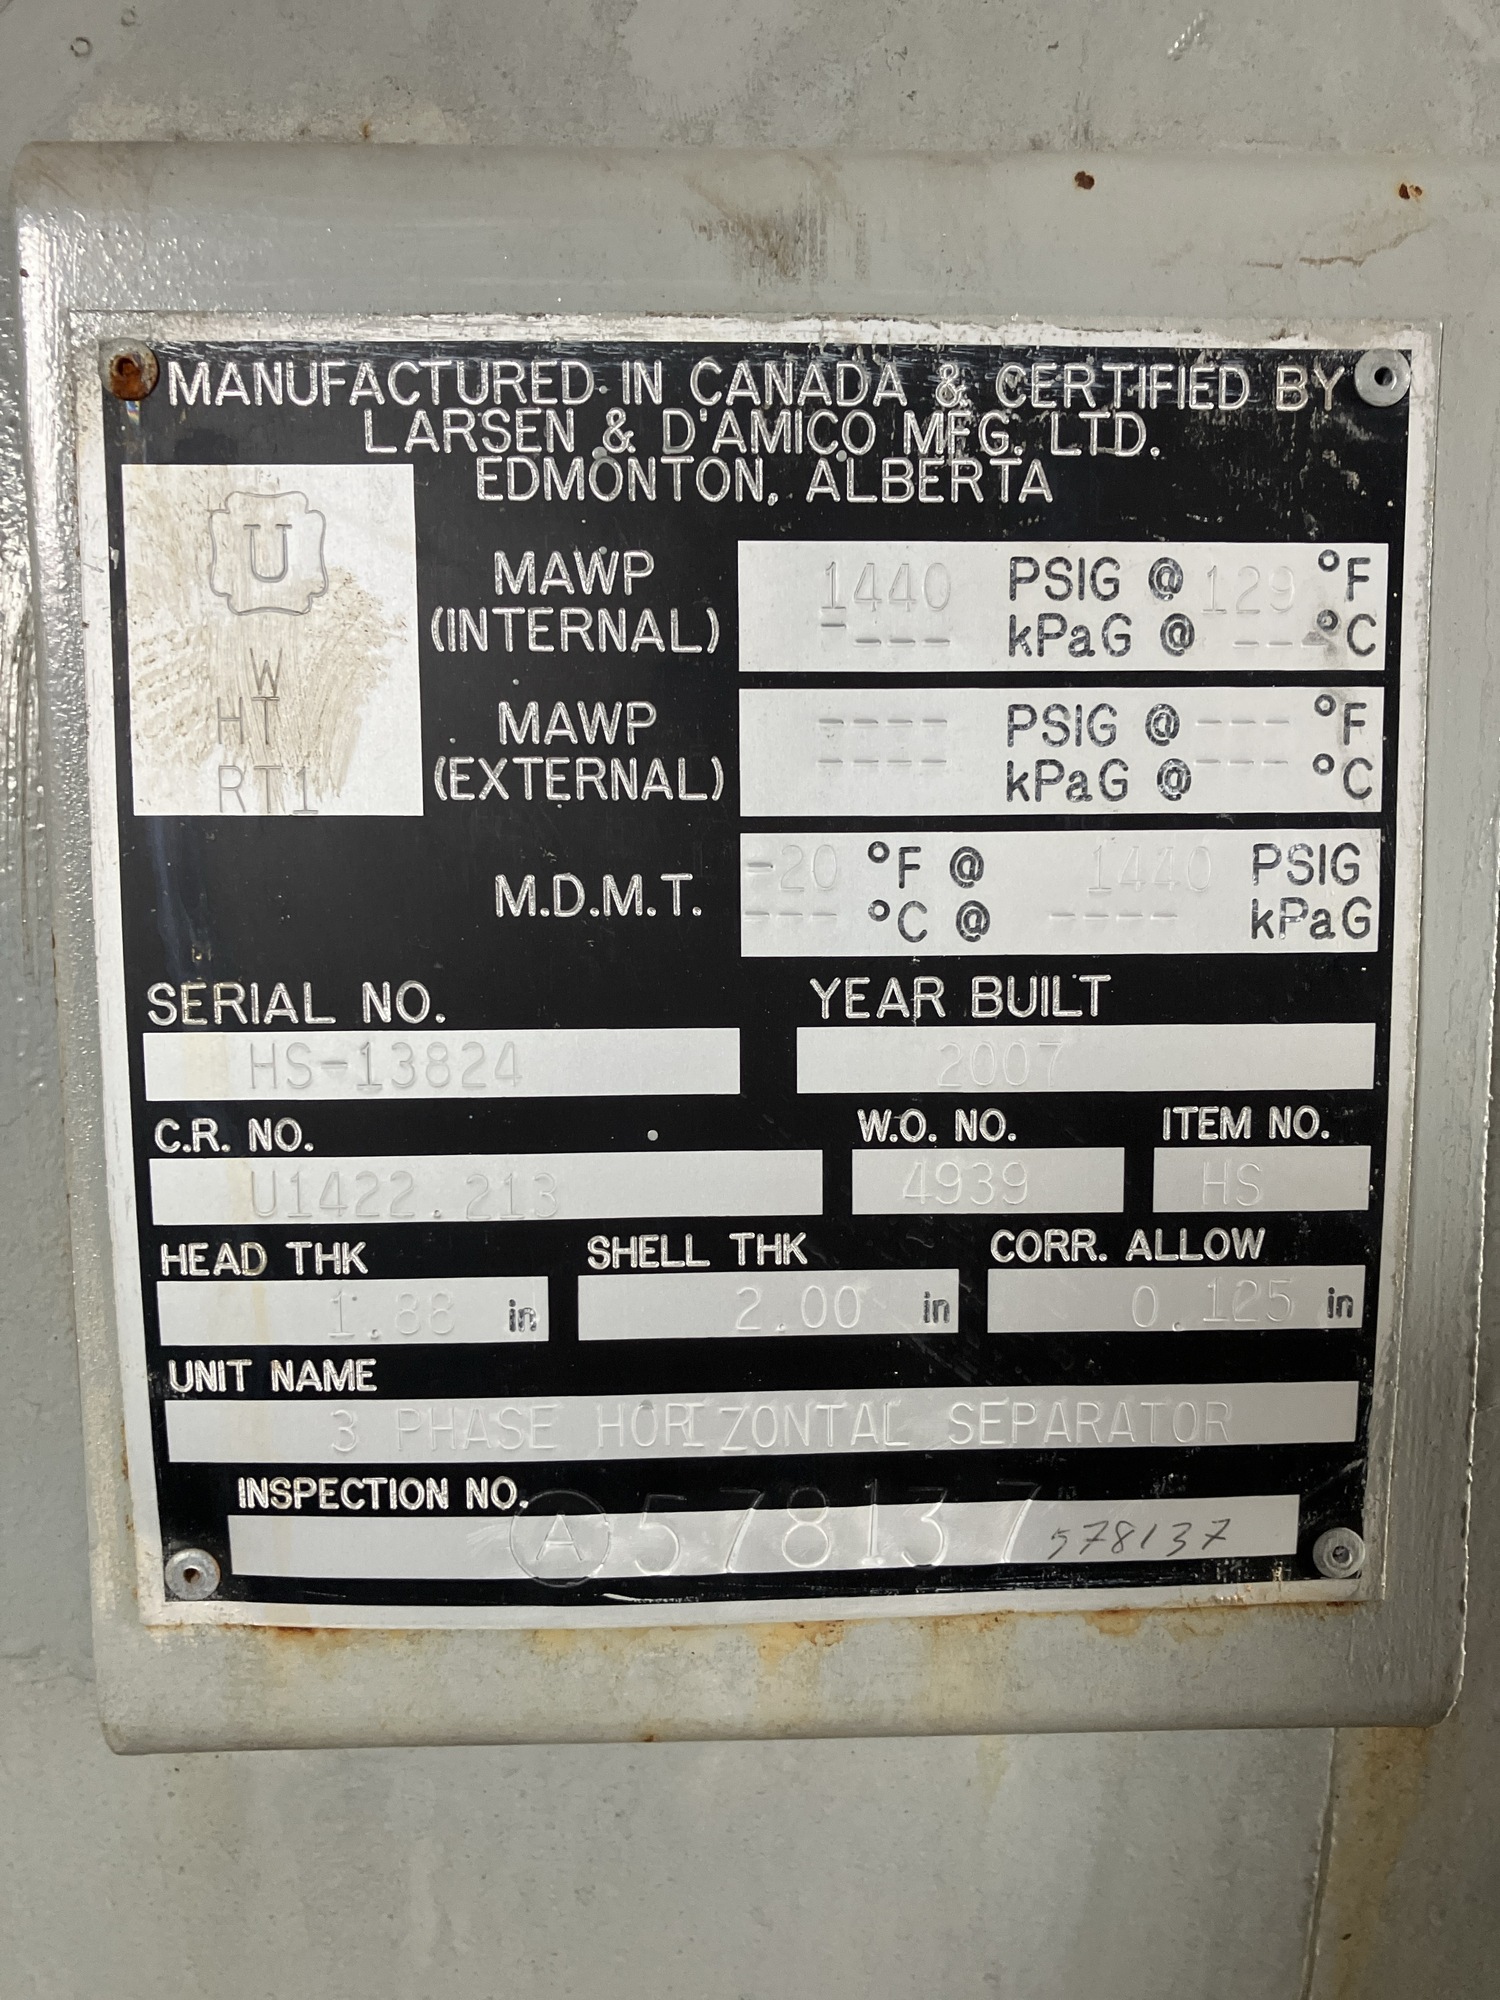 MANUFACTURED IN CANADA & CERTIFIED BY
LARSEN & D'AMICO MFG. LTD.
EDMONTON, ALBERTA
U
W
HT
RT1
MAWP
(INTERNAL)
1440 PSIG @ 129 °F
---- kPaG @ --- °C
MAWP
(EXTERNAL)
---- PSIG @ --- °F
---- kPaG @ --- °C
M.D.M.T.
-20 °F @ 1440 PSIG
--- °C @ ---- kPaG
SERIAL NO. YEAR BUILT
HS-13824 2007
C.R. NO. W.O. NO. ITEM NO.
U1422.213 4939 HS
HEAD THK SHELL THK CORR. ALLOW
1.88 in 2.00 in 0.125 in
UNIT NAME
3 PHASE HORIZONTAL SEPARATOR
INSPECTION NO.
A 578137 578137